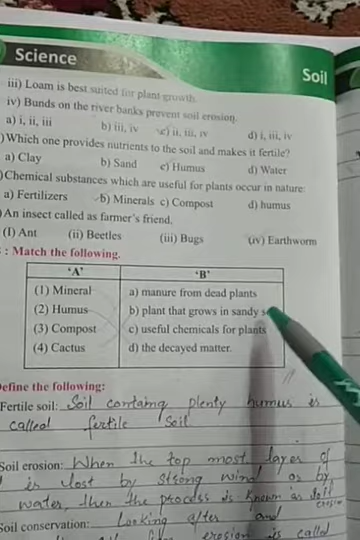 Science
Soil
iii) Loam is best suited for plant growth.
iv) Bunds on the river banks prevent soil erosion.
a) i, ii, iii b) iii, iv c) ii, iii, iv d) i, iii, iv
)Which one provides nutrients to the soil and makes it fertile?
a) Clay b) Sand c) Humus d) Water
)Chemical substances which are useful for plants occur in nature:
a) Fertilizers b) Minerals c) Compost d) humus
)An insect called as farmer's friend.
(I) Ant (ii) Beetles (iii) Bugs (iv) Earthworm
: Match the following.
'A' 'B'
(1) Mineral a) manure from dead plants
(2) Humus b) plant that grows in sandy s
(3) Compost c) useful chemicals for plants
(4) Cactus d) the decayed matter.
efine the following:
Fertile soil: Soil containg plenty humus is
called fertile soil
Soil erosion: When the top most layer of
is lost by strong wind or by
water, then the process is known as soil
erosion
Soil conservation: Looking after and
erosion is called